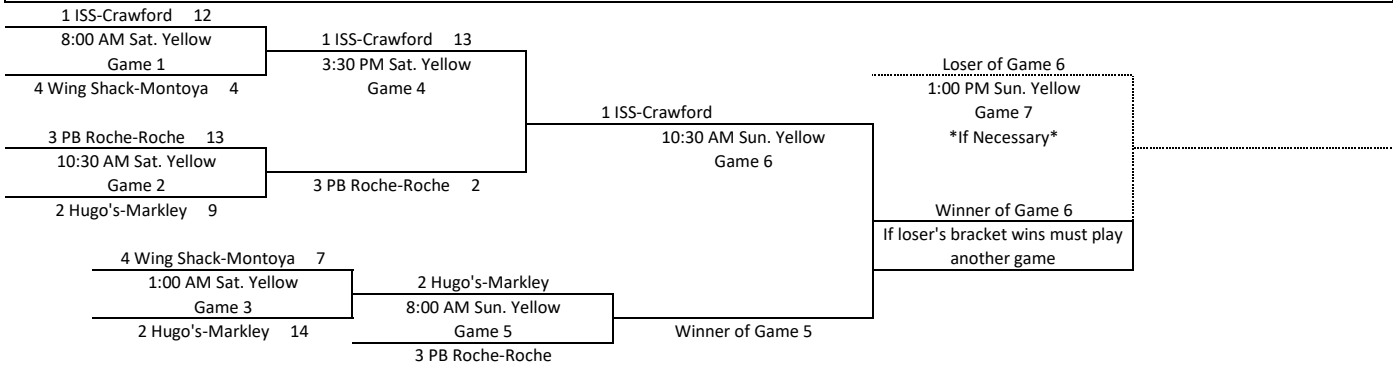 1 ISS-Crawford 12
8:00 AM Sat. Yellow
Game 1
4 Wing Shack-Montoya 4
3 PB Roche-Roche 13
10:30 AM Sat. Yellow
Game 2
2 Hugo's-Markley 9
1 ISS-Crawford 13
3:30 PM Sat. Yellow
Game 4
3 PB Roche-Roche 2
1 ISS-Crawford
10:30 AM Sun. Yellow
Game 6
Loser of Game 6
1:00 PM Sun. Yellow
Game 7
*If Necessary*
Winner of Game 6
If loser's bracket wins must play
another game
4 Wing Shack-Montoya 7
1:00 AM Sat. Yellow
Game 3
2 Hugo's-Markley 14
2 Hugo's-Markley
8:00 AM Sun. Yellow
Game 5
3 PB Roche-Roche
Winner of Game 5